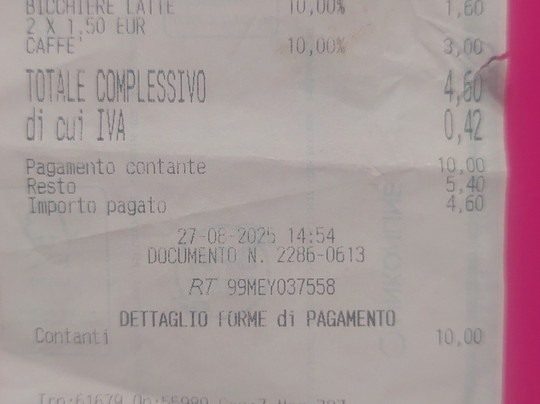 BICCHIERE LATTE 10,00% 1,60
2 X 1,50 EUR
CAFFE' 10,00% 3,00
TOTALE COMPLESSIVO 4,60
di cui IVA 0,42
Pagamento contante 10,00
Resto 5,40
Importo pagato 4,60
27-08-2025 14:54
DOCUMENTO N. 2286-0613
RT 99MEY037558
DETTAGLIO FORME di PAGAMENTO
Contanti 10,00